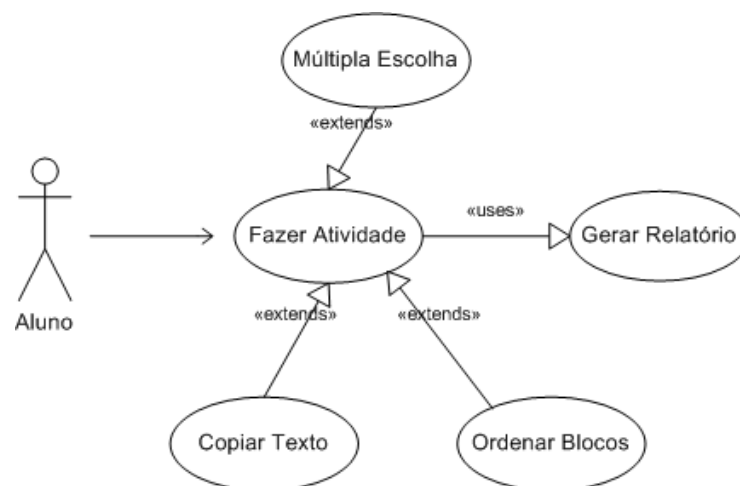 Múltipla Escolha
«extends»
«uses»
Fazer Atividade
Gerar Relatório
Aluno
«extends»
«extends»
Copiar Texto
Ordenar Blocos